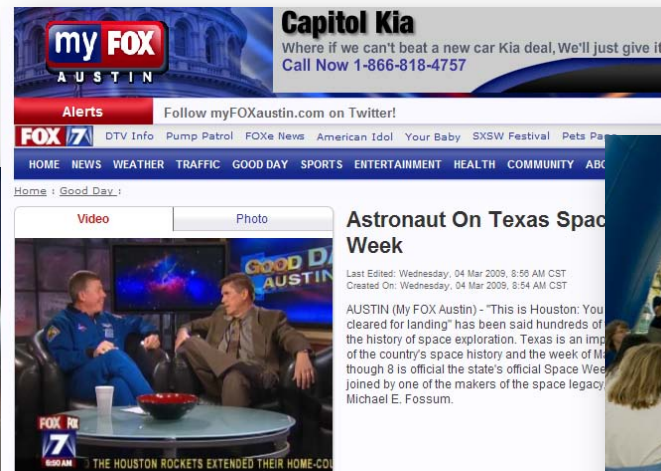 my FOX
AUSTIN
Capitol Kia
Where if we can't beat a new car Kia deal, We'll just give it
Call Now 1-866-818-4757
Alerts
Follow myFOXaustin.com on Twitter!
FOX 7
DTV Info Pump Patrol FOXe News American Idol Your Baby SXSW Festival Pets
HOME NEWS WEATHER TRAFFIC GOOD DAY SPORTS ENTERTAINMENT HEALTH COMMUNITY
Home : Good Day :
Video
Photo
Astronaut On Texas Spac
Week
Last Edited: Wednesday, 04 Mar 2009, 8:56 AM CST
Created On: Wednesday, 04 Mar 2009, 8:54 AM CST
AUSTIN (My FOX Austin) - "This is Houston: You
cleared for landing" has been said hundreds of
the history of space exploration. Texas is an imp
of the country's space history and the week of Ma
though 8 is official the state's official Space Wee
joined by one of the makers of the space legacy,
Michael E. Fossum.
GOOD DA
AUSTIN
FOX
7
6:50 AM
THE HOUSTON ROCKETS EXTENDED THEIR HOME-COU